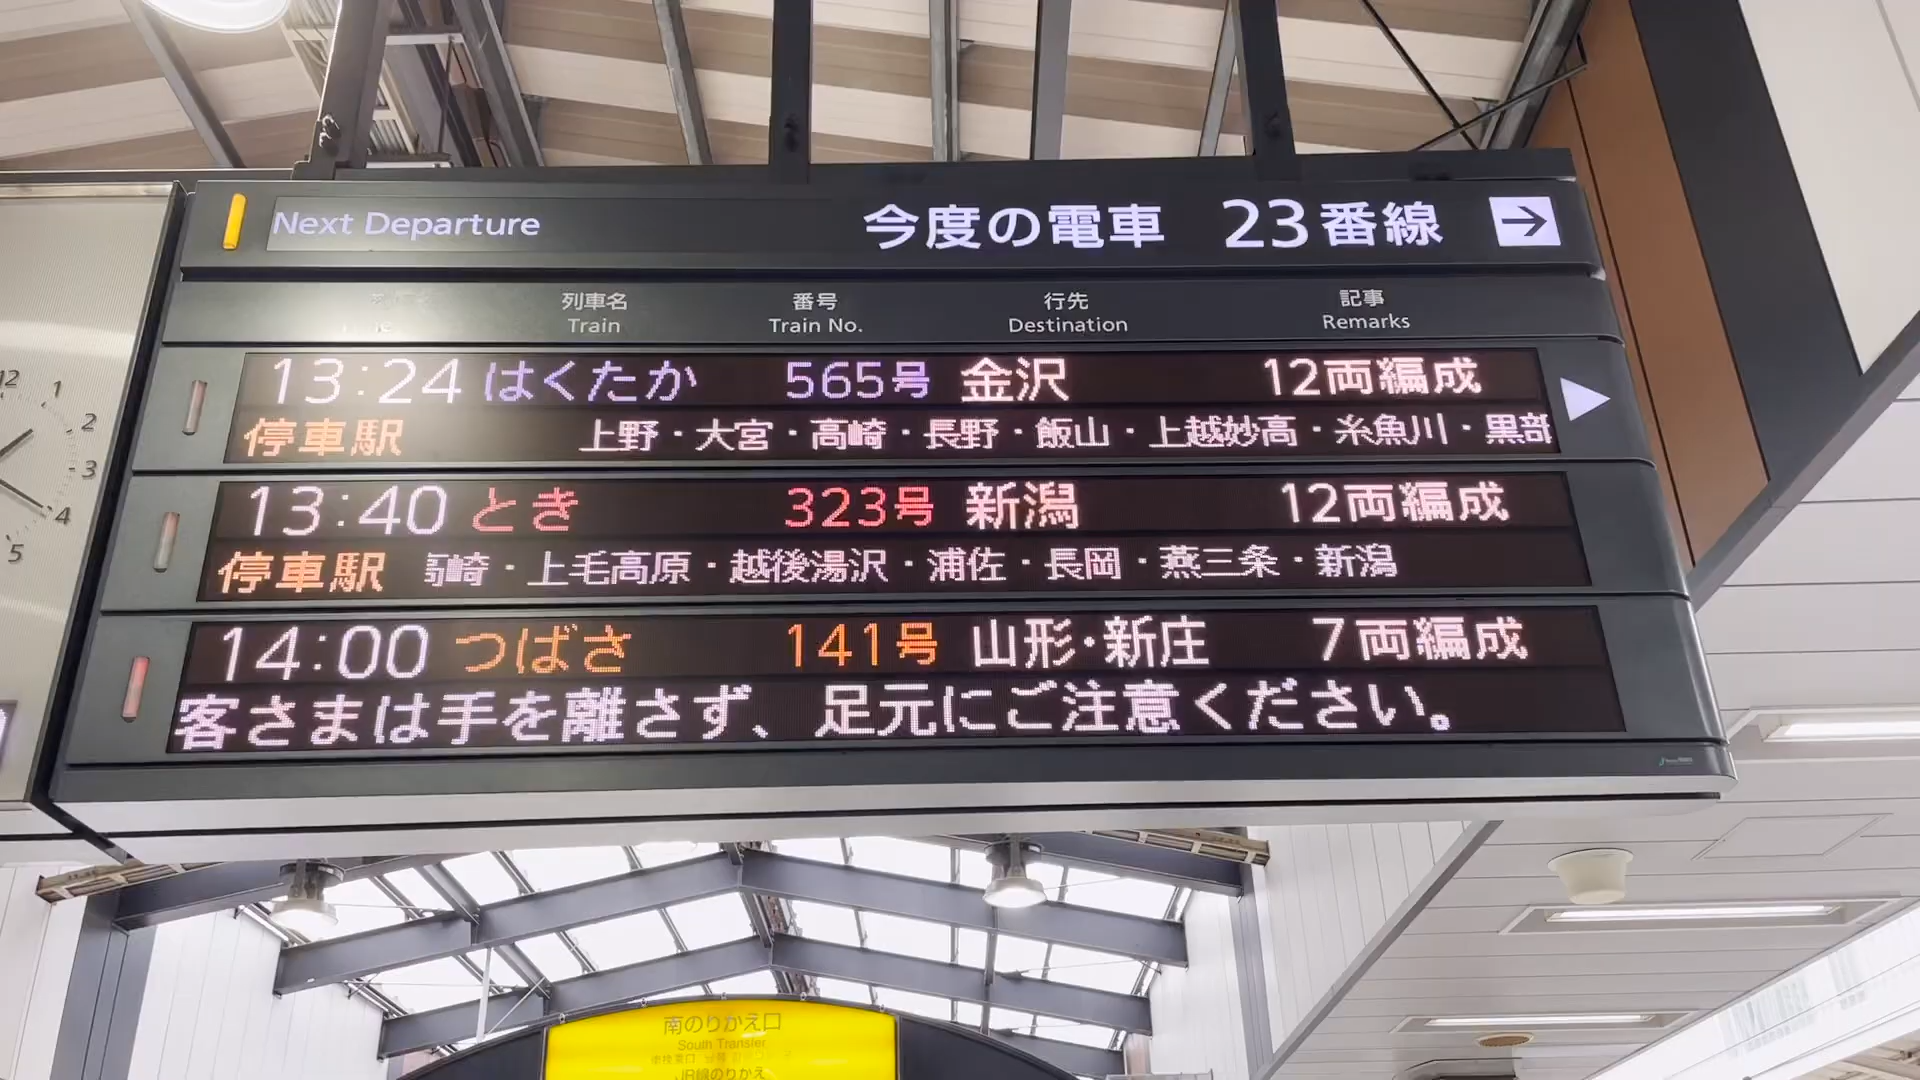 Next Departure 今度の電車 23番線 →
列車名 番号 行先 記事
Train Train No. Destination Remarks
13:24 はくたか 565号 金沢 12両編成
停車駅 上野・大宮・高崎・長野・飯山・上越妙高・糸魚川・黒部
13:40 とき 323号 新潟 12両編成
停車駅 崎・上毛高原・越後湯沢・浦佐・長岡・燕三条・新潟
14:00 つばさ 141号 山形・新庄 7両編成
客さまは手を離さず、足元にご注意ください。
12
1
2
3
4
5
南のりかえ口
South Transfer
JR線のりかえ